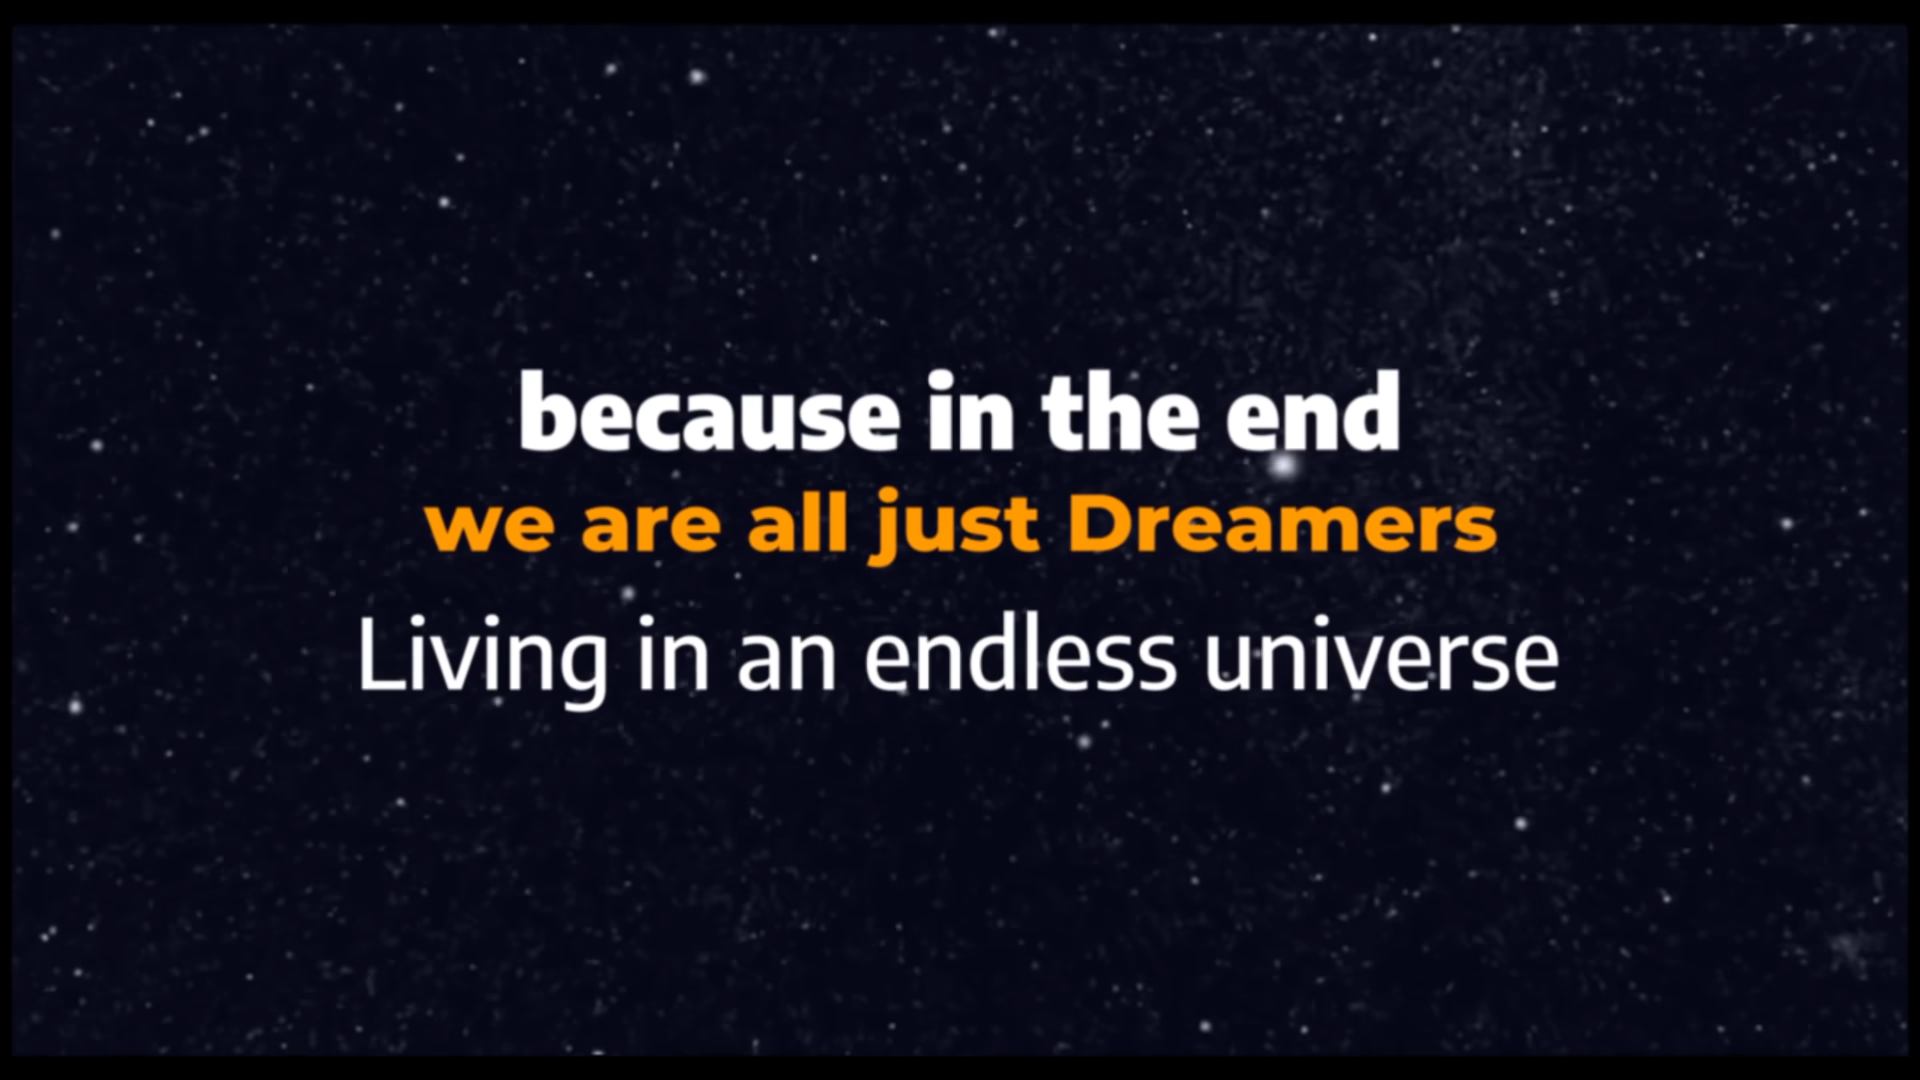 because in the end
we are all just Dreamers
Living in an endless universe